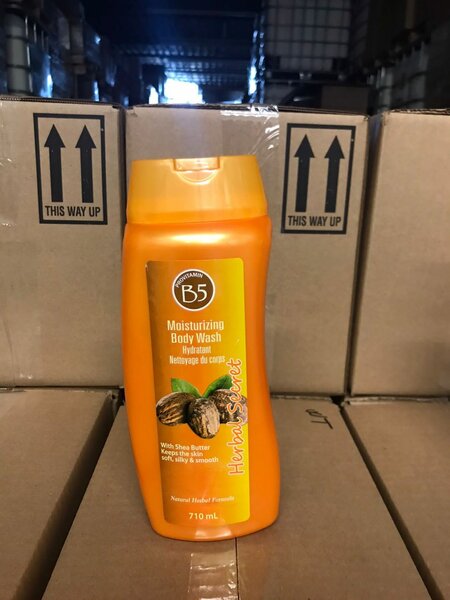 THIS WAY UP
THIS WAY UP
PROVITAMIN
B5
Moisturizing
Body Wash
Hydratant
Nettoyage du corps
Herbal Secret
With Shea Butter
Keeps the skin
soft, silky & smooth
Natural Herbal Formula
710 mL